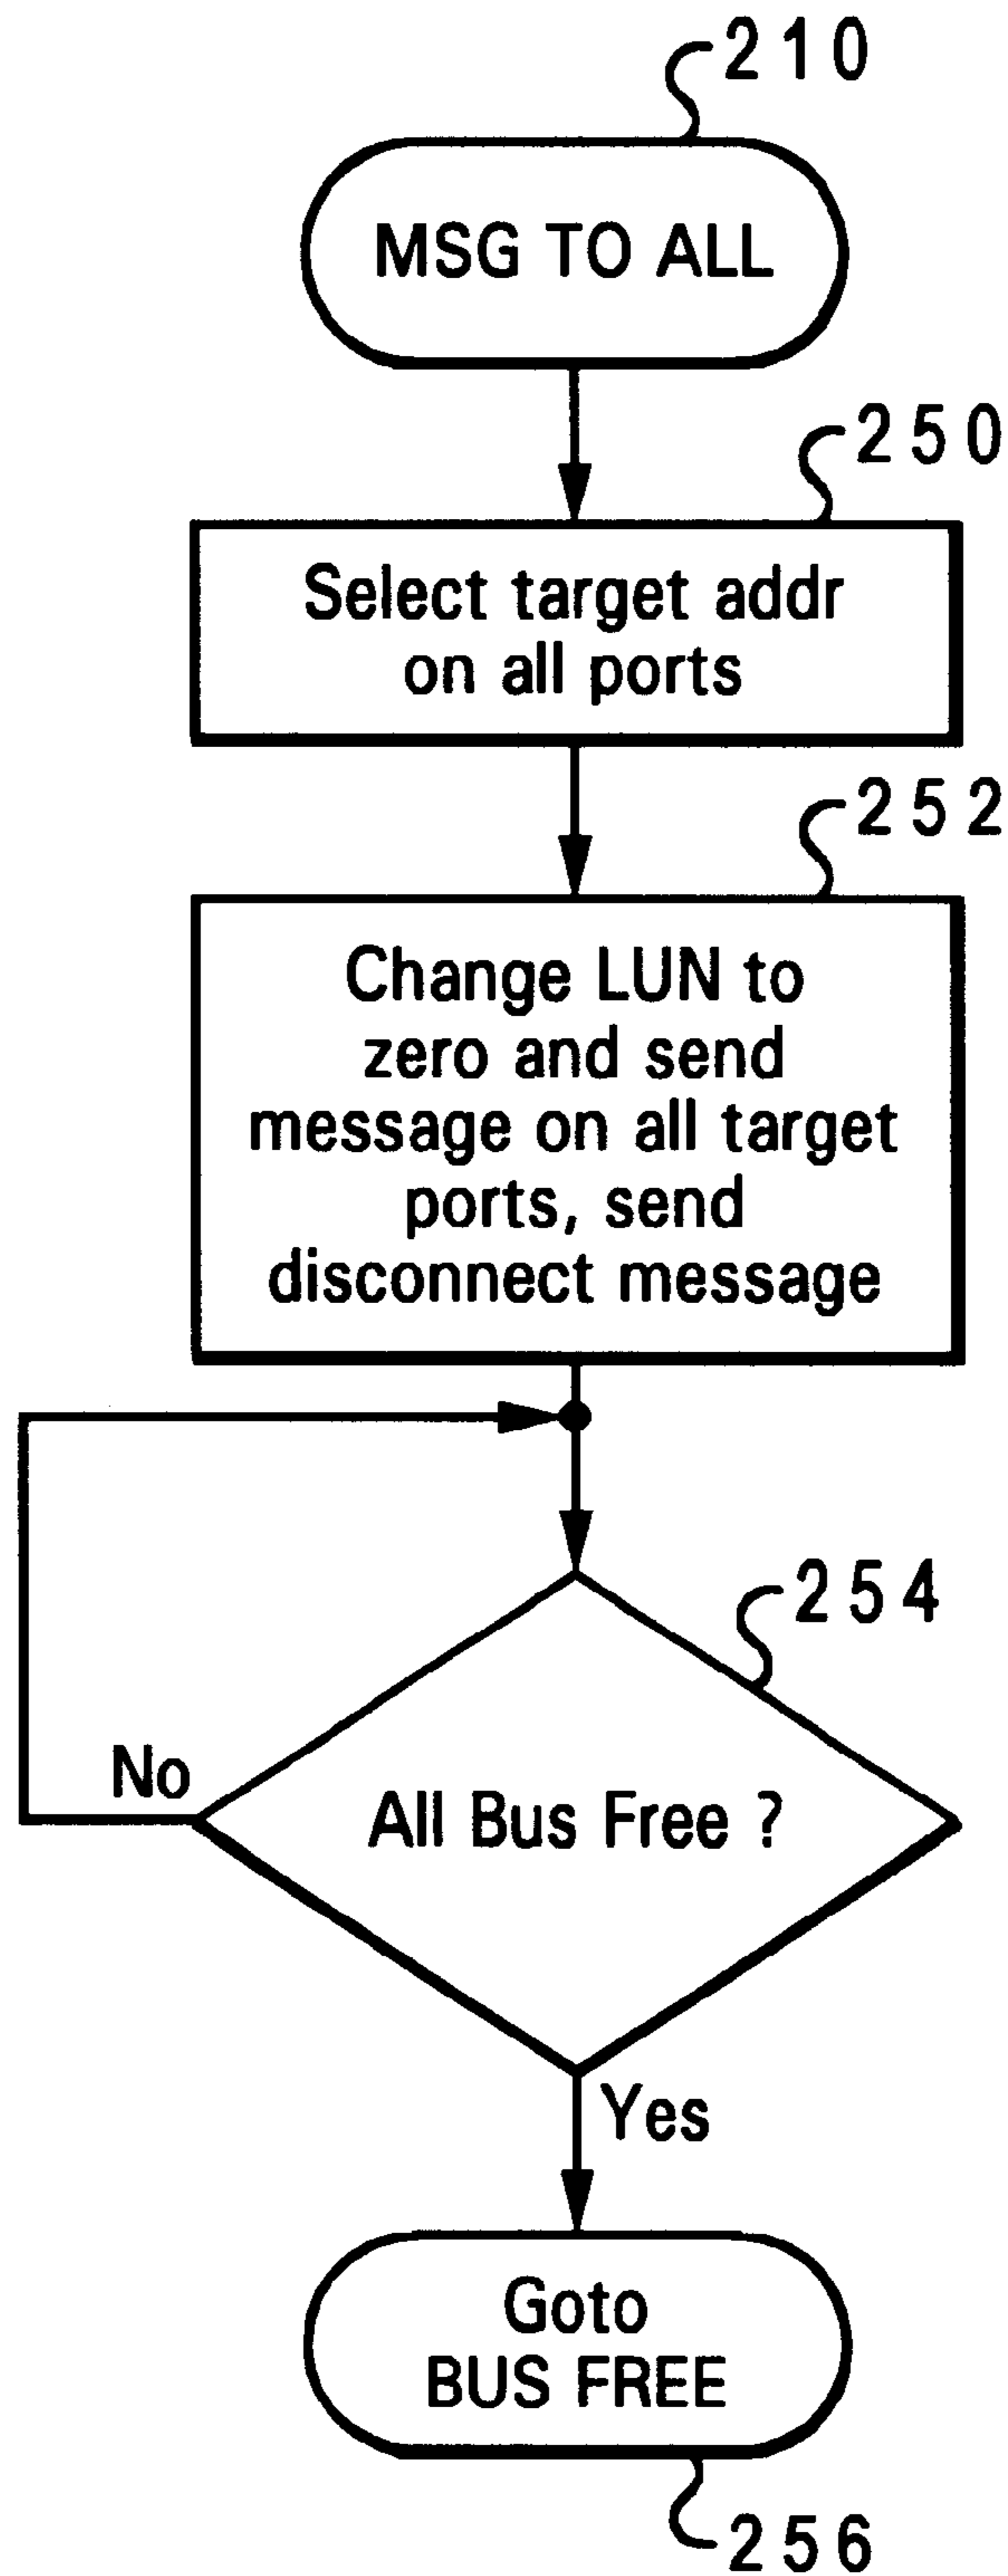 210
MSG TO ALL
250
Select target addr
on all ports
252
Change LUN to
zero and send
message on all target
ports, send
disconnect message
254
No
All Bus Free ?
Yes
Goto
BUS FREE
256